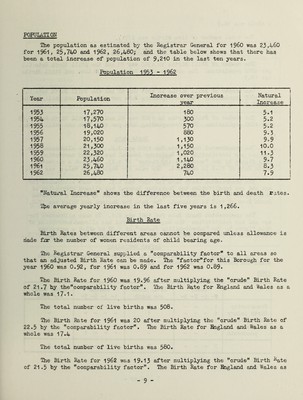 POPULATION
The population as estimated by the Registrar General for 1960 was 23,460
for 1961, 25,740 and 1962, 26,480; and the table below shows that there has
been a total increase of population of 9,210 in the last ten years.
Population 1953 - 1962
Year Population Increase over previous year Natural Increase
1953 17,270 180 5.1
1954 17,570 300 5.2
1955 18,140 570 5.2
1956 19,020 880 9.3
1957 20,150 1,130 9.9
1958 21,300 1,150 10.0
1959 22,320 1,020 11.3
1960 23,460 1,140 9.7
1961 25,740 2,280 8.3
1962 26,480 740 7.9
"Natural Increase" shows the difference between the birth and death rates.
The average yearly increase in the last five years is 1,266.
Birth Rate
Birth Rates between different areas cannot be compared unless allowance is
made for the number of women residents of child bearing age.
The Registrar General supplied a "comparability factor" to all areas so
that an adjusted Birth Rate can be made. The "factor" for this Borough for the
year 1960 was 0.92, for 1961 was 0.89 and for 1962 was 0.89.
The Birth Rate for 1960 was 19.96 after multiplying the "crude" Birth Rate
of 21.7 by the "comparability factor". The Birth Rate for England and Wales as a
whole was 17.1.
The total number of live births was 508.
The Birth Rate for 1961 was 20 after multiplying the "crude" Birth Rate of
22.5 by the "comparability factor". The Birth Rate for England and Wales as a
whole was 17.4
The total number of live births was 580.
The Birth Rate for 1962 was 19.13 after multiplying the "crude" Birth Rate
of 21.5 by the "comparability factor". The Birth Rate for England and Wales as
- 9 -